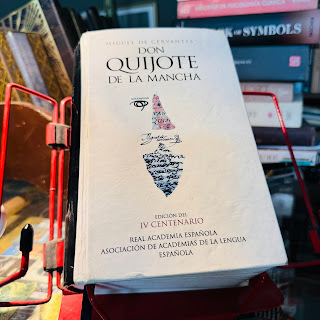 MIGUEL DE CERVANTES
DON
QUIJOTE
DE LA MANCHA
EDICIÓN DEL
IV CENTENARIO
REAL ACADEMIA ESPAÑOLA
ASOCIACIÓN DE ACADEMIAS DE LA LENGUA
ESPAÑOLA
OF SYMBOLS